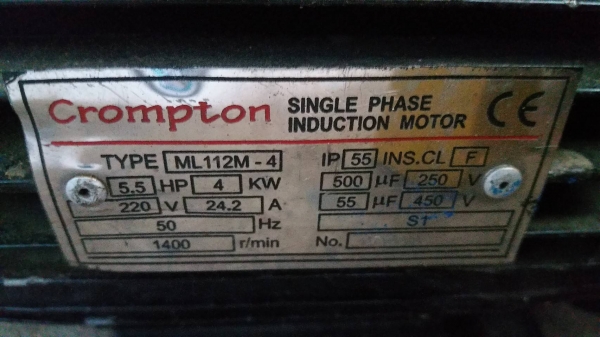 Crompton SINGLE PHASE INDUCTION MOTOR CE
TYPE ML112M - 4 IP 55 INS.CL F
5.5 HP 4 KW 500 µF 250 V
220 V 24.2 A 55 µF 450 V
50 Hz S1
1400 r/min No.